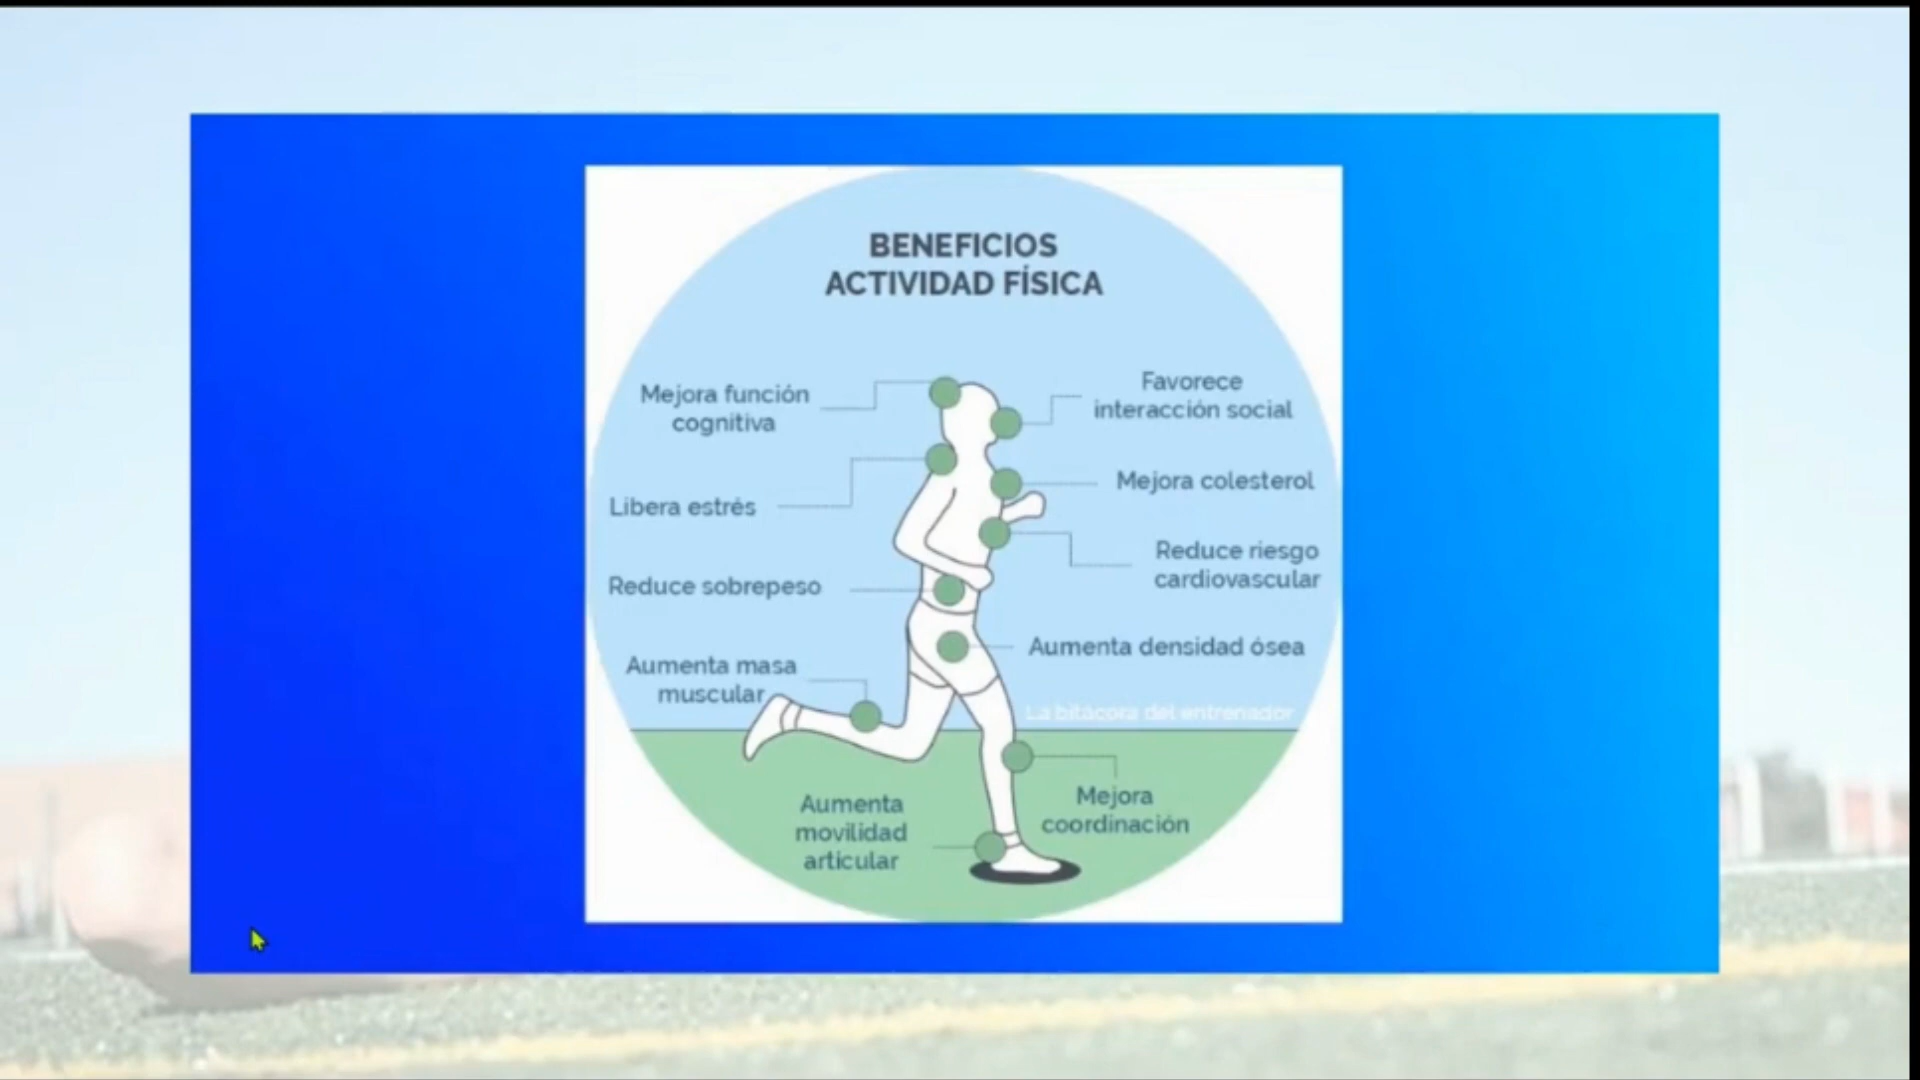 BENEFICIOS
ACTIVIDAD FÍSICA
Mejora función
cognitiva
Libera estrés
Reduce sobrepeso
Aumenta masa
muscular
Aumenta
movilidad
articular
Favorece
interacción social
Mejora colesterol
Reduce riesgo
cardiovascular
Aumenta densidad ósea
La bitácora del entrenador
Mejora
coordinación